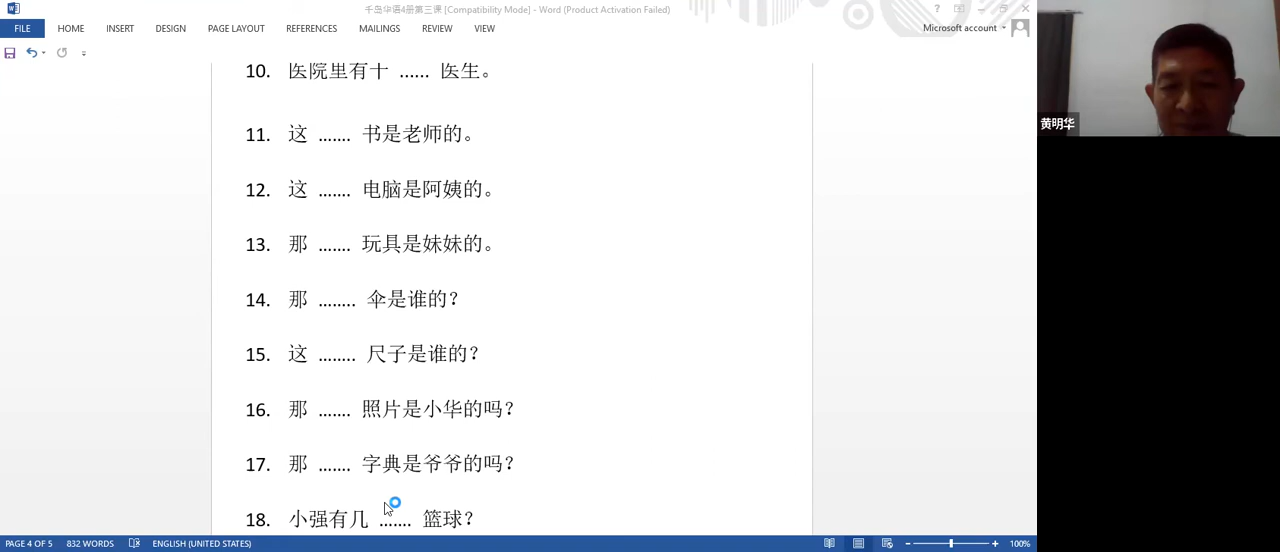 千岛华语4册第三课 [Compatibility Mode] - Word (Product Activation Failed)
FILE HOME INSERT DESIGN PAGE LAYOUT REFERENCES MAILINGS REVIEW VIEW Microsoft account
10. 医院里有十 ...... 医生。
黄明华
11. 这 ....... 书是老师的。
12. 这 ....... 电脑是阿姨的。
13. 那 ....... 玩具是妹妹的。
14. 那 ........ 伞是谁的？
15. 这 ........ 尺子是谁的？
16. 那 ....... 照片是小华的吗？
17. 那 ....... 字典是爷爷的吗？
18. 小强有几 ....... 篮球？
PAGE 4 OF 5 832 WORDS ENGLISH (UNITED STATES) 100%